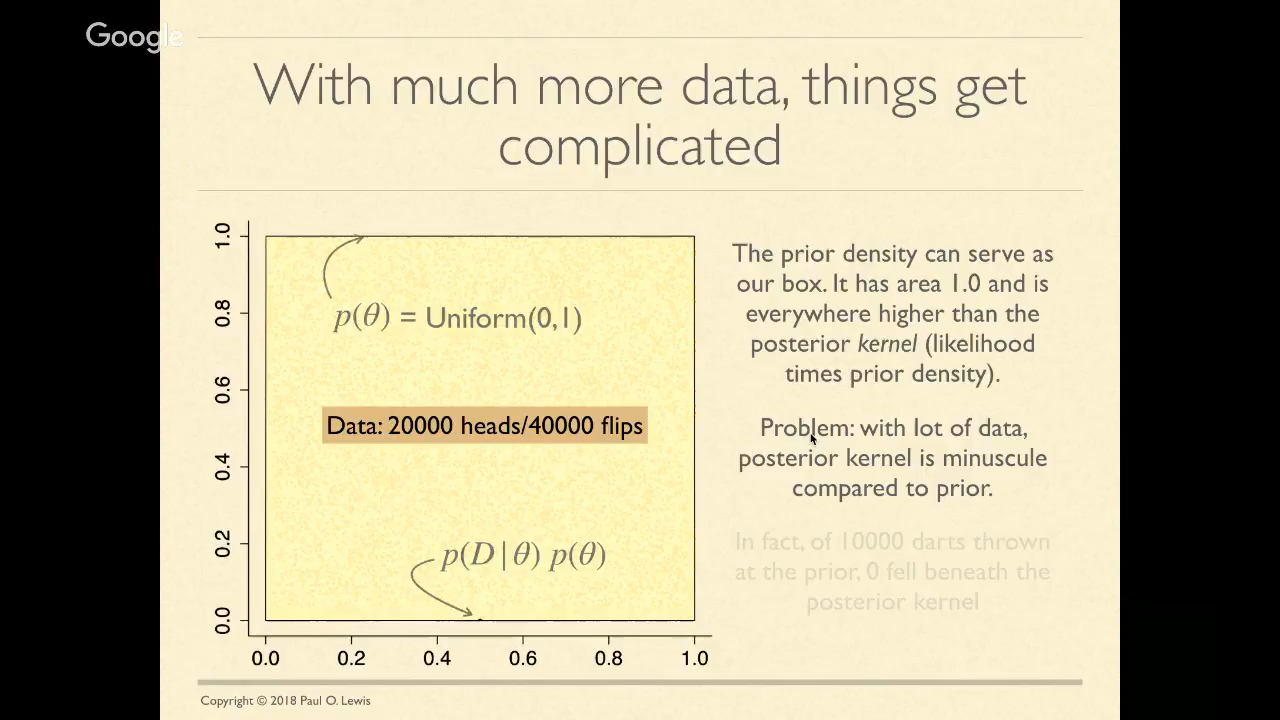 Google
With much more data, things get
complicated
1.0
0.8
0.6
0.4
0.2
0.0
p(θ) = Uniform(0,1)
Data: 20000 heads/40000 flips
p(D|θ) p(θ)
0.0 0.2 0.4 0.6 0.8 1.0
The prior density can serve as
our box. It has area 1.0 and is
everywhere higher than the
posterior kernel (likelihood
times prior density).
Problem: with lot of data,
posterior kernel is minuscule
compared to prior.
In fact, of 10000 darts thrown
at the prior, 0 fell beneath the
posterior kernel
Copyright © 2018 Paul O. Lewis